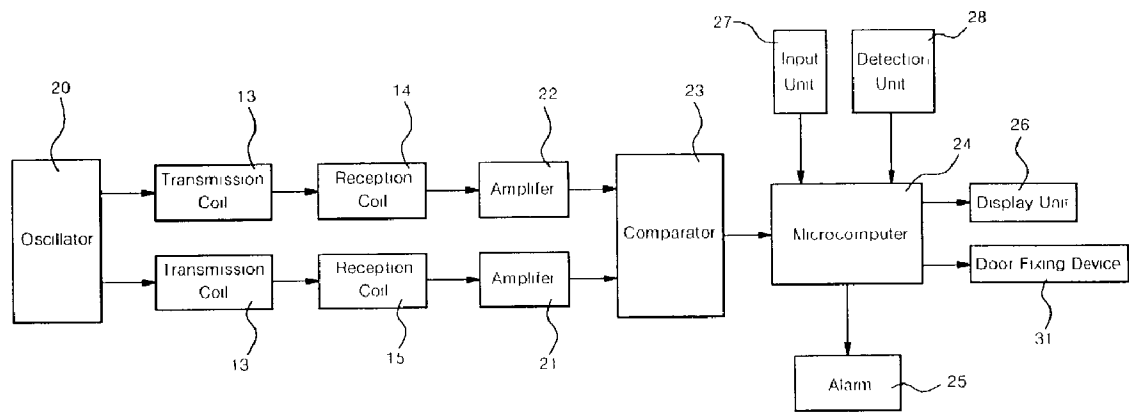 27
28
Input
Unit
Detection
Unit
20
13
14
22
23
24
26
Oscillator
Transmission
Coil
Reception
Coil
Amplifer
Comparator
Microcomputer
Display Unit
Transmission
Coil
Reception
Coil
Amplifer
Door Fixing Device
13
15
21
31
Alarm
25